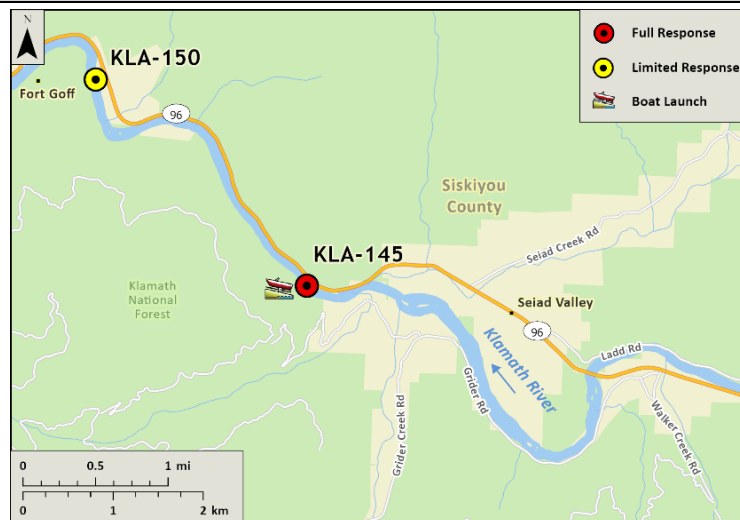 N
KLA-150
Fort Goff
96
Full Response
Limited Response
Boat Launch
Siskiyou
County
Seiad Creek Rd
KLA-145
Klamath
National
Forest
Seiad Valley
96
Ladd Rd
Klamath River
Grider Rd
Walker Creek Rd
Grider Creek Rd
0 0.5 1 mi
0 1 2 km